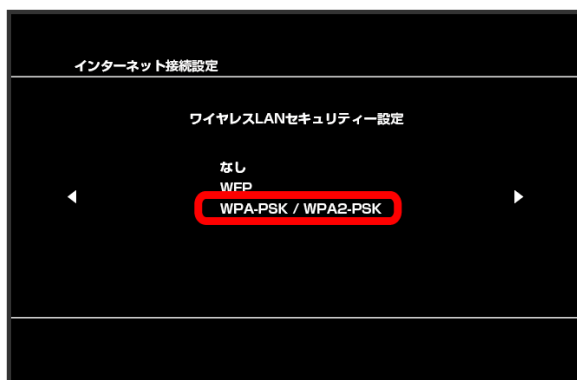 インターネット接続設定
ワイヤレスLANセキュリティー設定
なし
WEP
WPA-PSK / WPA2-PSK